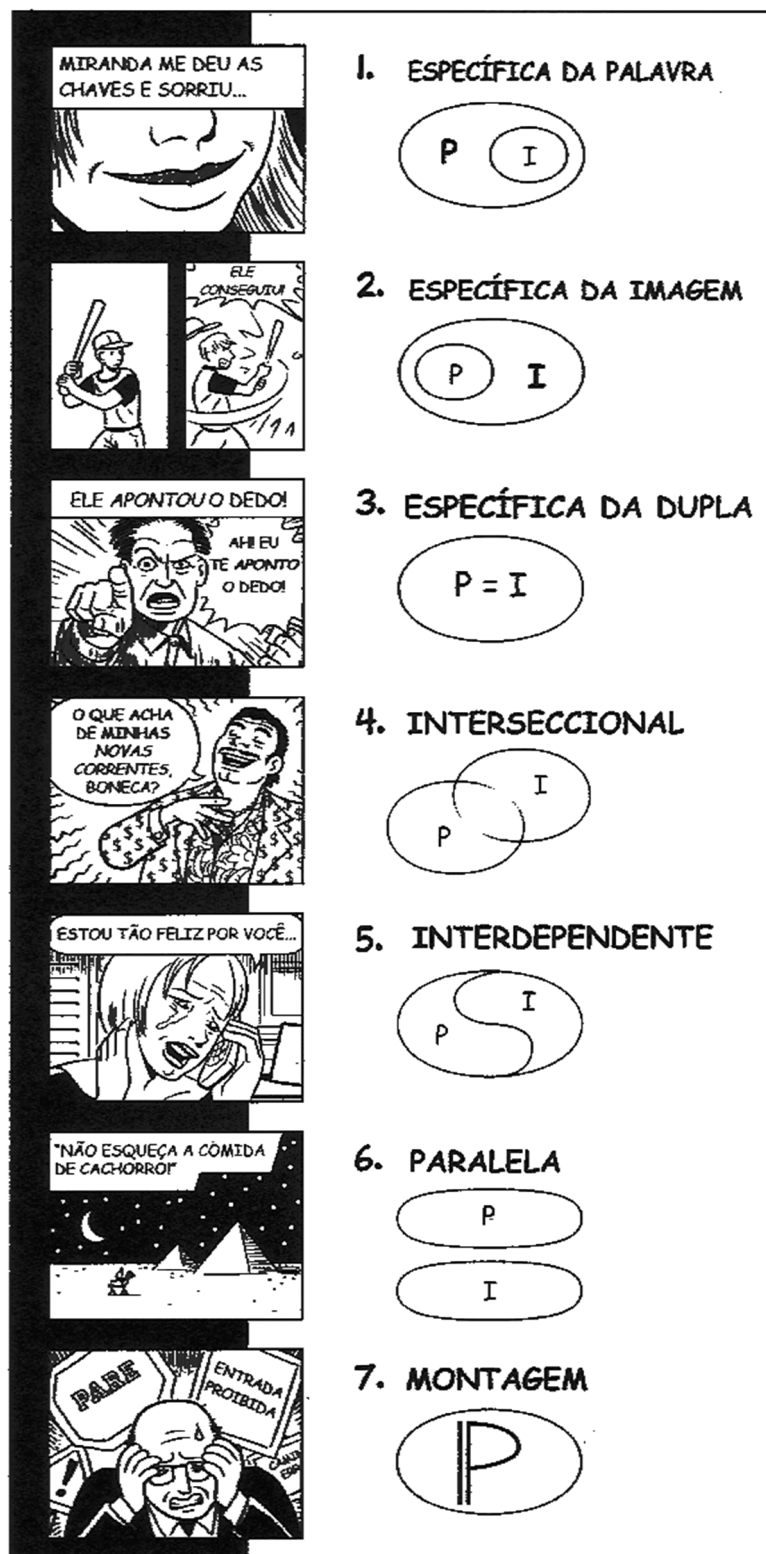 MIRANDA ME DEU AS
CHAVES E SORRIU...
1. ESPECÍFICA DA PALAVRA
P I
ELE
CONSEGUIU!
2. ESPECÍFICA DA IMAGEM
P I
ELE APONTOU O DEDO!
AH! EU
TE APONTO
O DEDO!
3. ESPECÍFICA DA DUPLA
P = I
O QUE ACHA
DE MINHAS
NOVAS
CORRENTES,
BONECA?
$ $ $ $ $
4. INTERSECCIONAL
I
P
ESTOU TÃO FELIZ POR VOCÊ...
5. INTERDEPENDENTE
I
P
"NÃO ESQUEÇA A COMIDA
DE CACHORRO!"
6. PARALELA
P
I
PARE
ENTRADA
PROIBIDA
!
7. MONTAGEM
P